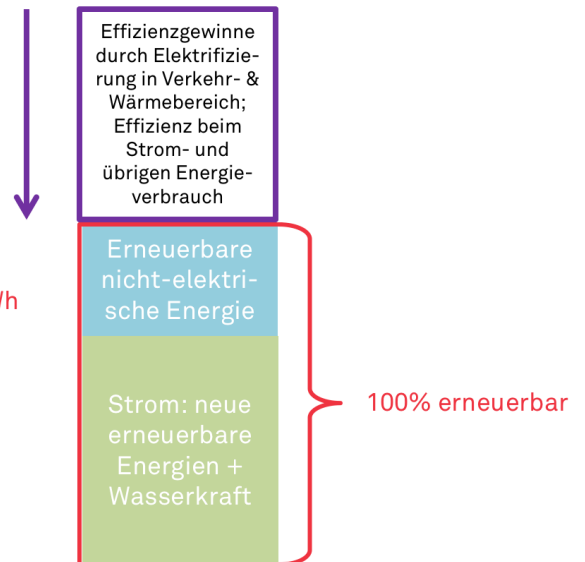 Effizienzgewinne
durch Elektrifizie-
rung in Verkehr- &
Wärmebereich;
Effizienz beim
Strom- und
übrigen Energie-
verbrauch
Erneuerbare
nicht-elektri-
sche Energie
Strom: neue
erneuerbare
Energien +
Wasserkraft
100% erneuerbar